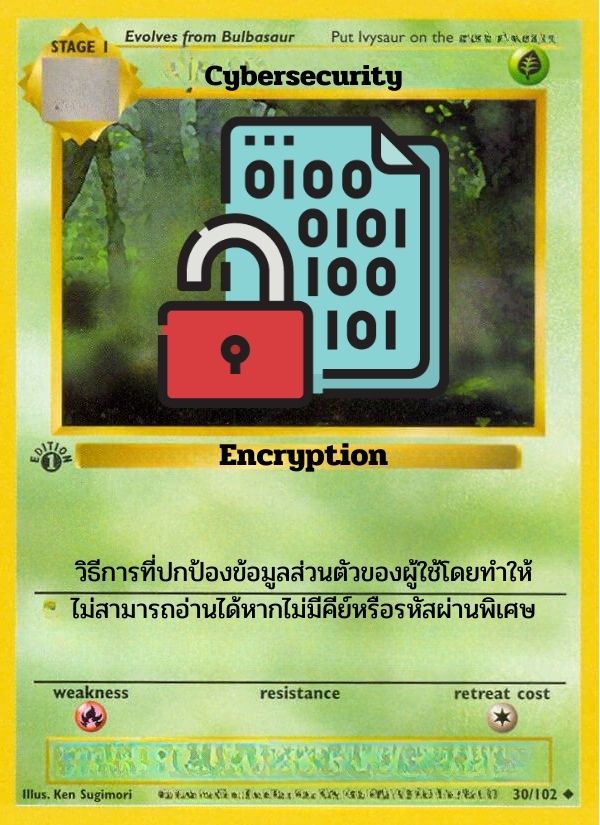 Evolves from Bulbasaur Put Ivysaur on the
STAGE I
Cybersecurity
0100
0101
100
101
EDITION
1
Encryption
วิธีการที่ปกป้องข้อมูลส่วนตัวของผู้ใช้โดยทำให้
ไม่สามารถอ่านได้หากไม่มีคีย์หรือรหัสผ่านพิเศษ
weakness resistance retreat cost
Illus. Ken Sugimori 30/102